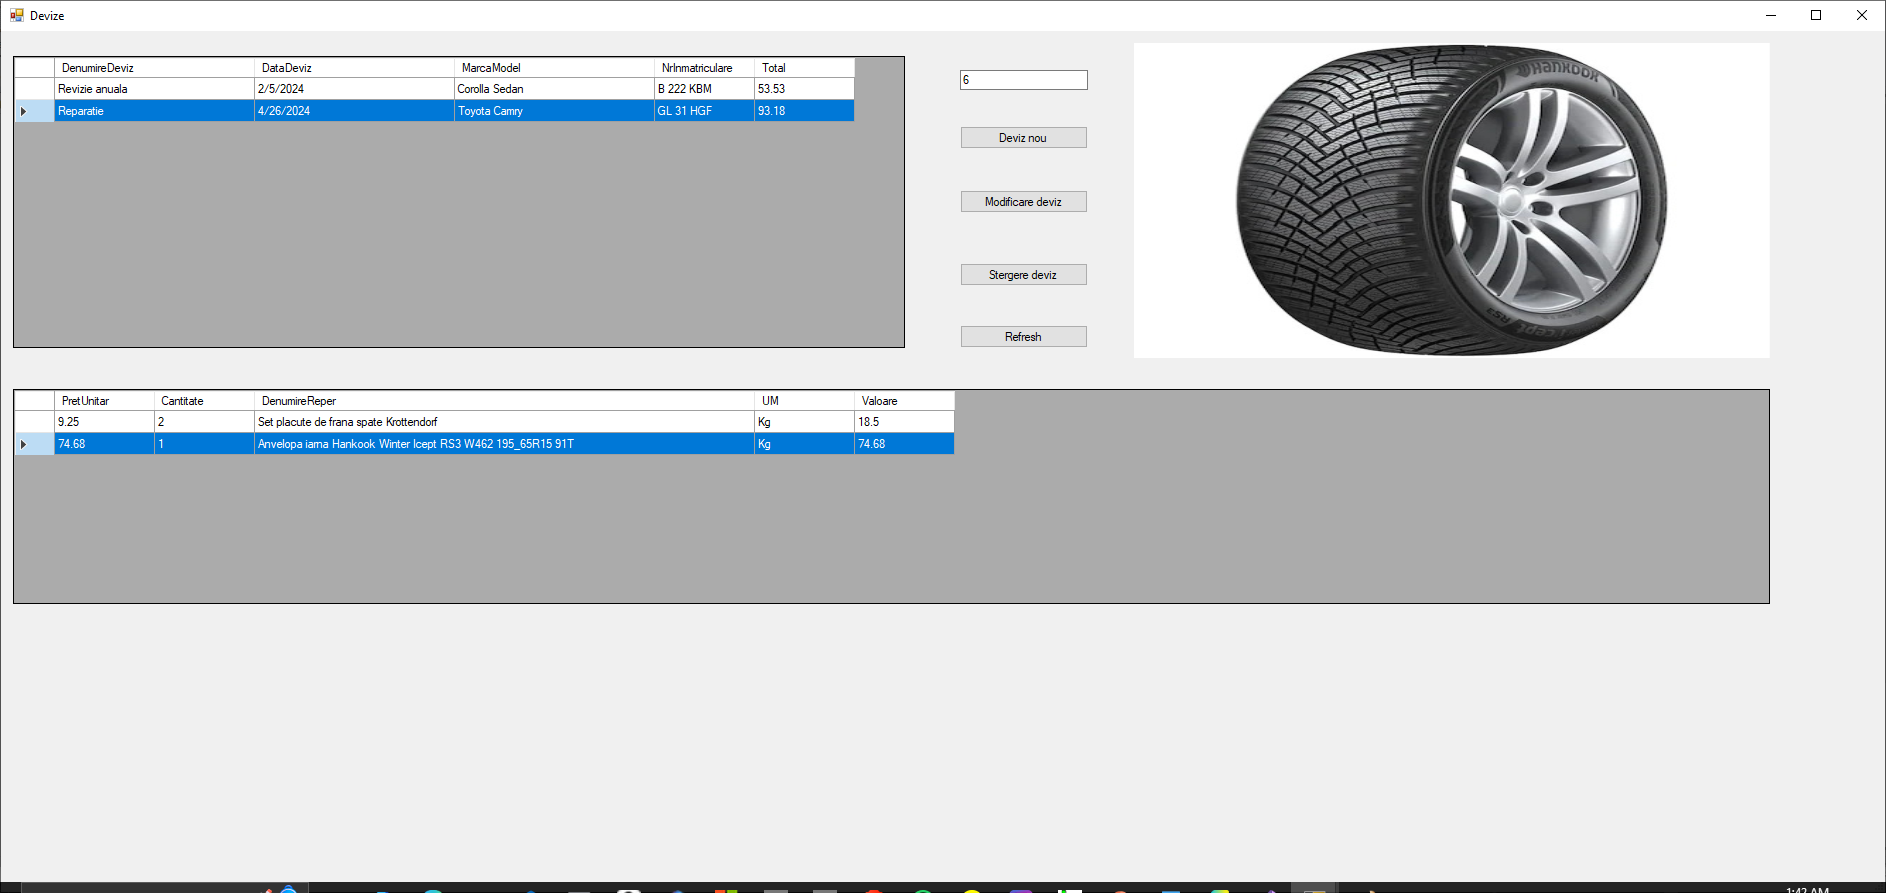 Devize
DenumireDeviz DataDeviz MarcaModel NrInmatriculare Total
Revizie anuala 2/5/2024 Corolla Sedan B 222 KBM 53.53
Reparatie 4/26/2024 Toyota Camry GL 31 HGF 93.18
6
Deviz nou
Modificare deviz
Stergere deviz
Refresh
HANKOOK
PretUnitar Cantitate DenumireReper UM Valoare
9.25 2 Set placute de frana spate Krottendorf Kg 18.5
74.68 1 Anvelopa iarna Hankook Winter Icept RS3 W462 195_65R15 91T Kg 74.68
1:42 AM